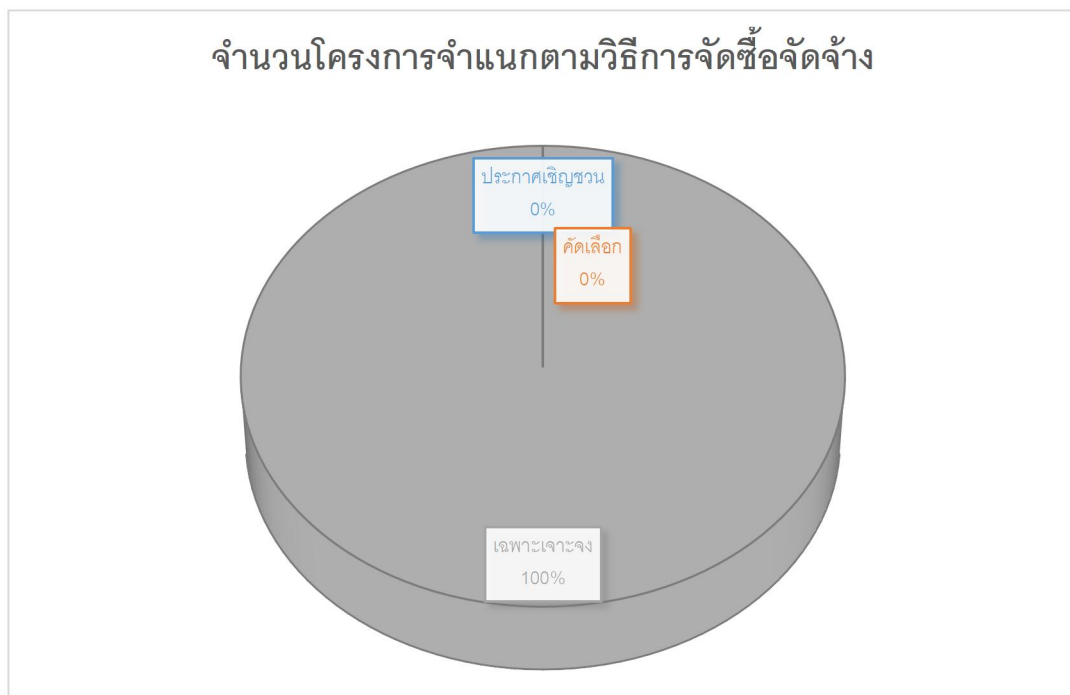 จำนวนโครงการจำแนกตามวิธีการจัดซื้อจัดจ้าง
ประกาศเชิญชวน
0%
คัดเลือก
0%
เฉพาะเจาะจง
100%